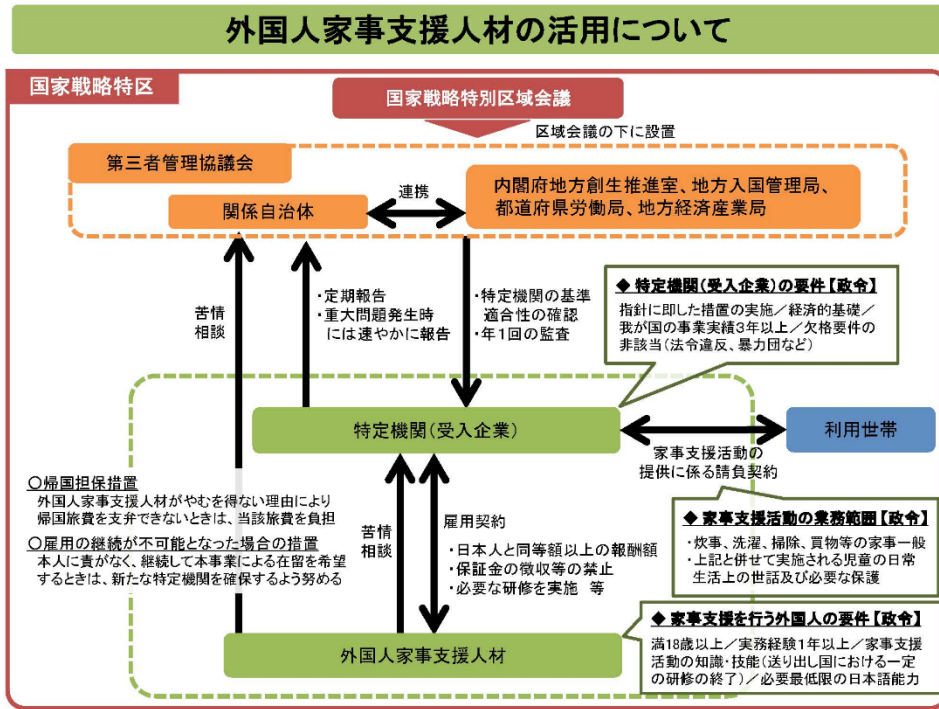 外国人家事支援人材の活用について
国家戦略特区
国家戦略特別区域会議
区域会議の下に設置
第三者管理協議会
関係自治体
連携
内閣府地方創生推進室、地方入国管理局、
都道府県労働局、地方経済産業局
苦情
相談
・定期報告
・重大問題発生時
には速やかに報告
・特定機関の基準
適合性の確認
・年1回の監査
◆ 特定機関(受入企業)の要件【政令】
指針に即した措置の実施/経済的基礎/
我が国の事業実績3年以上/欠格要件の
非該当(法令違反、暴力団など)
特定機関(受入企業)
利用世帯
家事支援活動の
提供に係る請負契約
○帰国担保措置
外国人家事支援人材がやむを得ない理由により
帰国旅費を支弁できないときは、当該旅費を負担
○雇用の継続が不可能となった場合の措置
本人に責がなく、継続して本事業による在留を希望
するときは、新たな特定機関を確保するよう努める
苦情
相談
雇用契約
・日本人と同等額以上の報酬額
・保証金の徴収等の禁止
・必要な研修を実施 等
◆ 家事支援活動の業務範囲【政令】
・炊事、洗濯、掃除、買物等の家事一般
・上記と併せて実施される児童の日常
生活上の世話及び必要な保護
◆ 家事支援を行う外国人の要件【政令】
満18歳以上/実務経験1年以上/家事支援
活動の知識・技能(送り出し国における一定
の研修の終了)/必要最低限の日本語能力
外国人家事支援人材